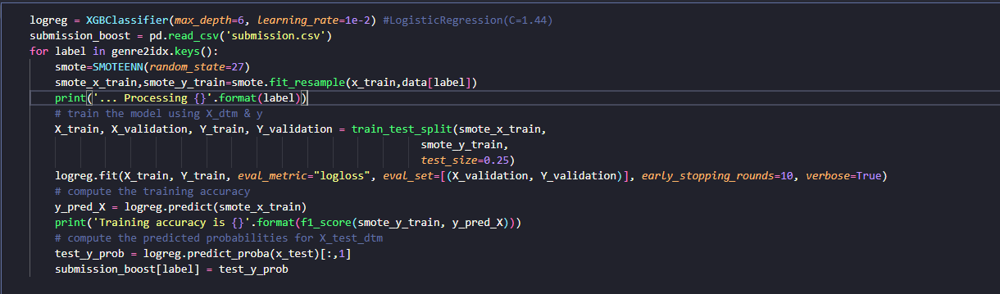 logreg = XGBClassifier(max_depth=6, learning_rate=1e-2) #LogisticRegression(C=1.44)
submission_boost = pd.read_csv('submission.csv')
for label in genre2idx.keys():
    smote=SMOTEENN(random_state=27)
    smote_x_train,smote_y_train=smote.fit_resample(x_train,data[label])
    print('... Processing {}'.format(label))
    # train the model using X_dtm & y
    X_train, X_validation, Y_train, Y_validation = train_test_split(smote_x_train,
                                                                    smote_y_train,
                                                                    test_size=0.25)
    logreg.fit(X_train, Y_train, eval_metric="logloss", eval_set=[(X_validation, Y_validation)], early_stopping_rounds=10, verbose=True)
    # compute the training accuracy
    y_pred_X = logreg.predict(smote_x_train)
    print('Training accuracy is {}'.format(f1_score(smote_y_train, y_pred_X)))
    # compute the predicted probabilities for X_test_dtm
    test_y_prob = logreg.predict_proba(x_test)[:,1]
    submission_boost[label] = test_y_prob